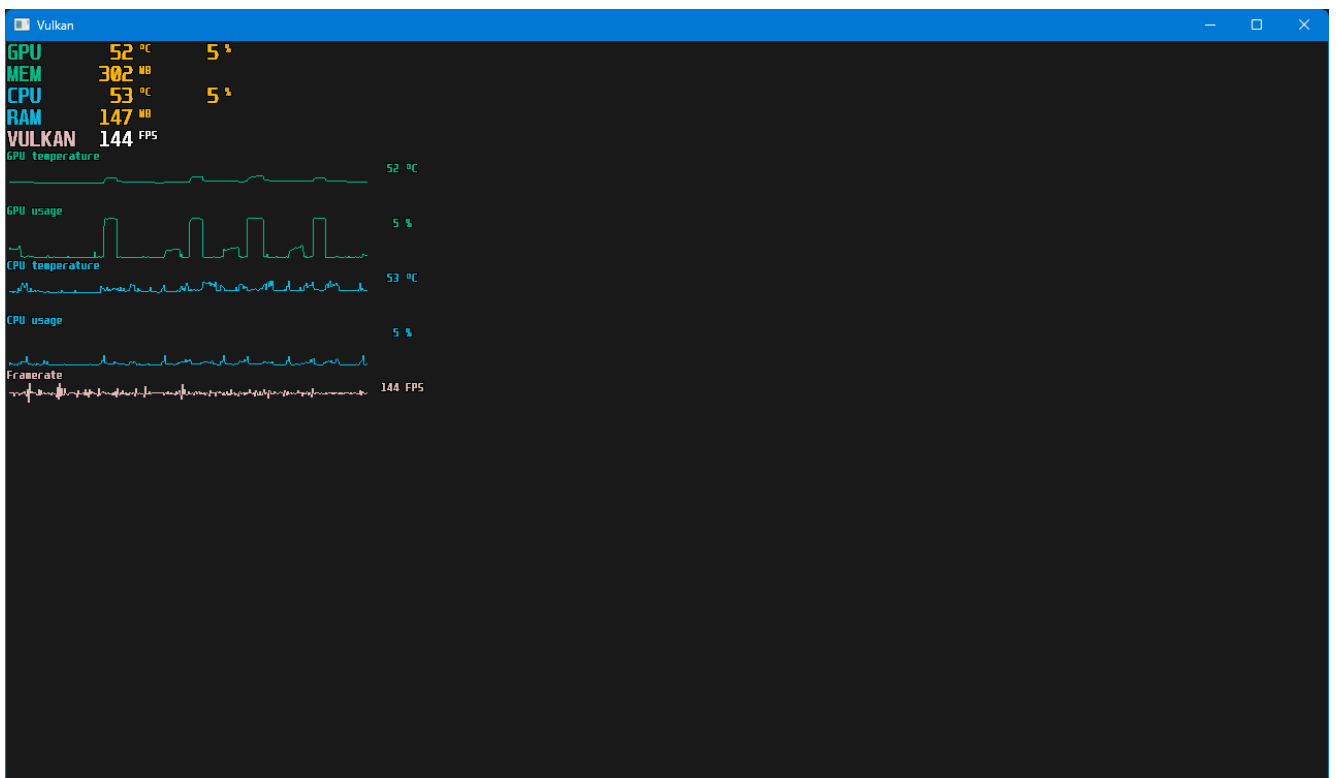 Vulkan
GPU 52 °C 5 %
MEM 302 MB
CPU 53 °C 5 %
RAM 147 MB
VULKAN 144 FPS
GPU temperature
52 °C
GPU usage
5 %
CPU temperature
53 °C
CPU usage
5 %
Framerate
144 FPS